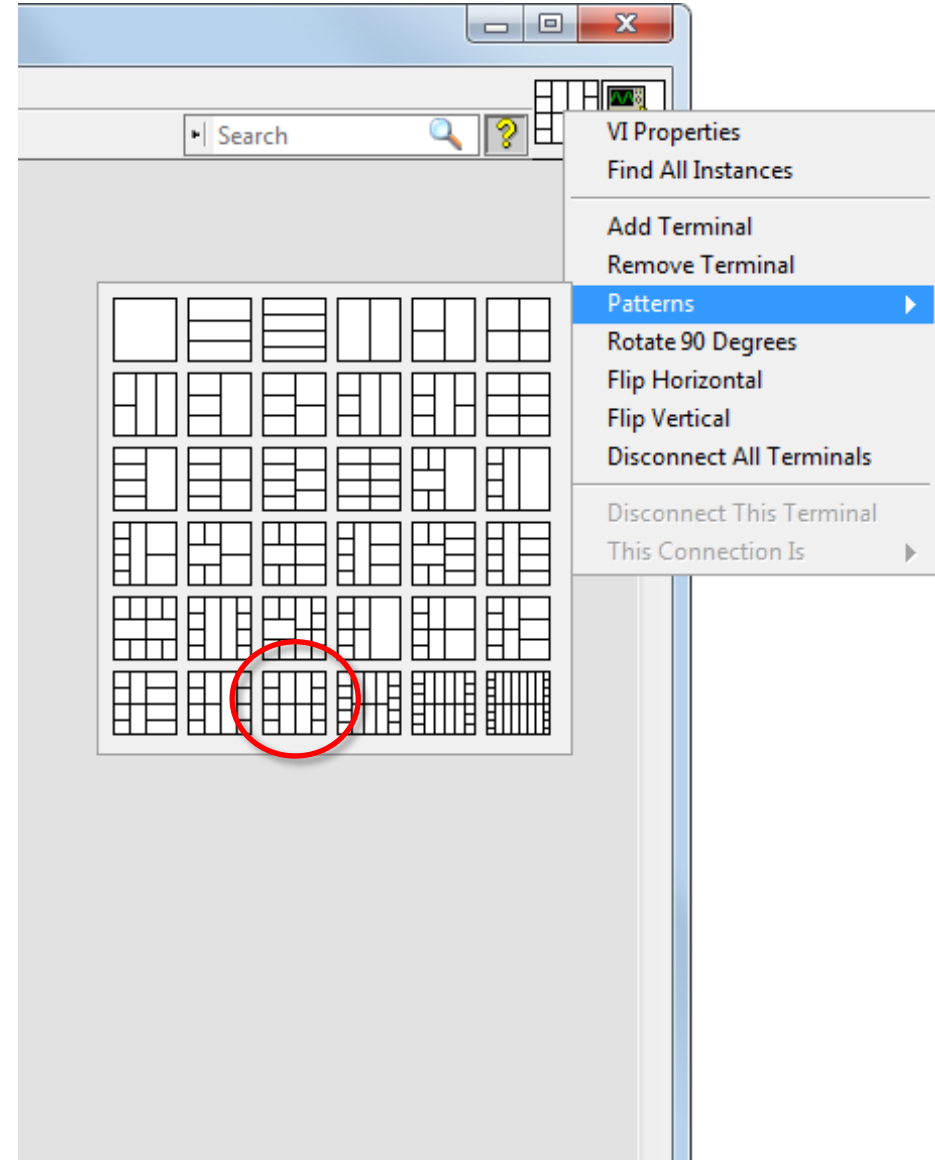 Search
?
VI Properties
Find All Instances
Add Terminal
Remove Terminal
Patterns
Rotate 90 Degrees
Flip Horizontal
Flip Vertical
Disconnect All Terminals
Disconnect This Terminal
This Connection Is